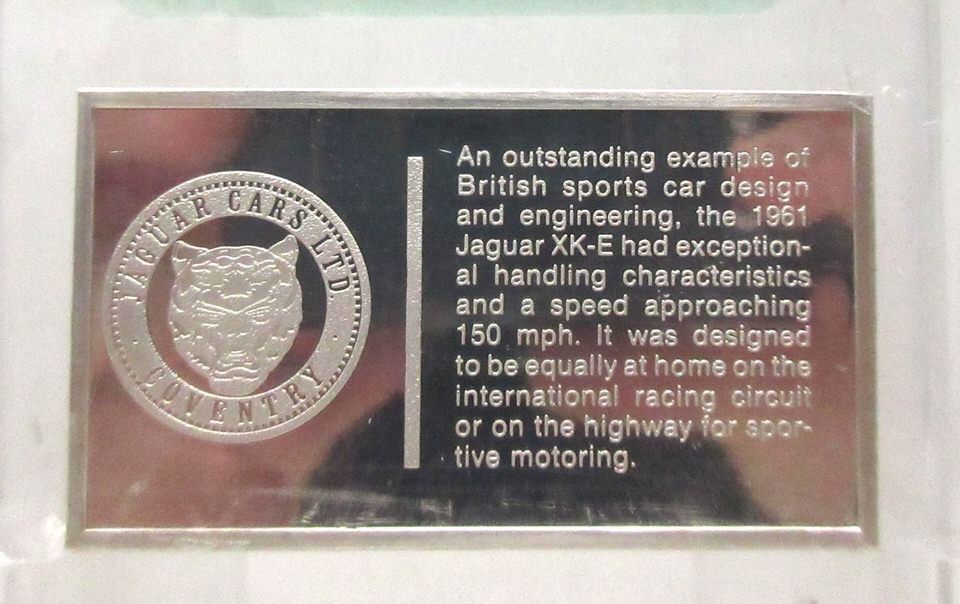 JAGUAR CARS LTD.
COVENTRY
An outstanding example of
British sports car design
and engineering, the 1961
Jaguar XK-E had exception-
al handling characteristics
and a speed approaching
150 mph. It was designed
to be equally at home on the
international racing circuit
or on the highway for spor-
tive motoring.